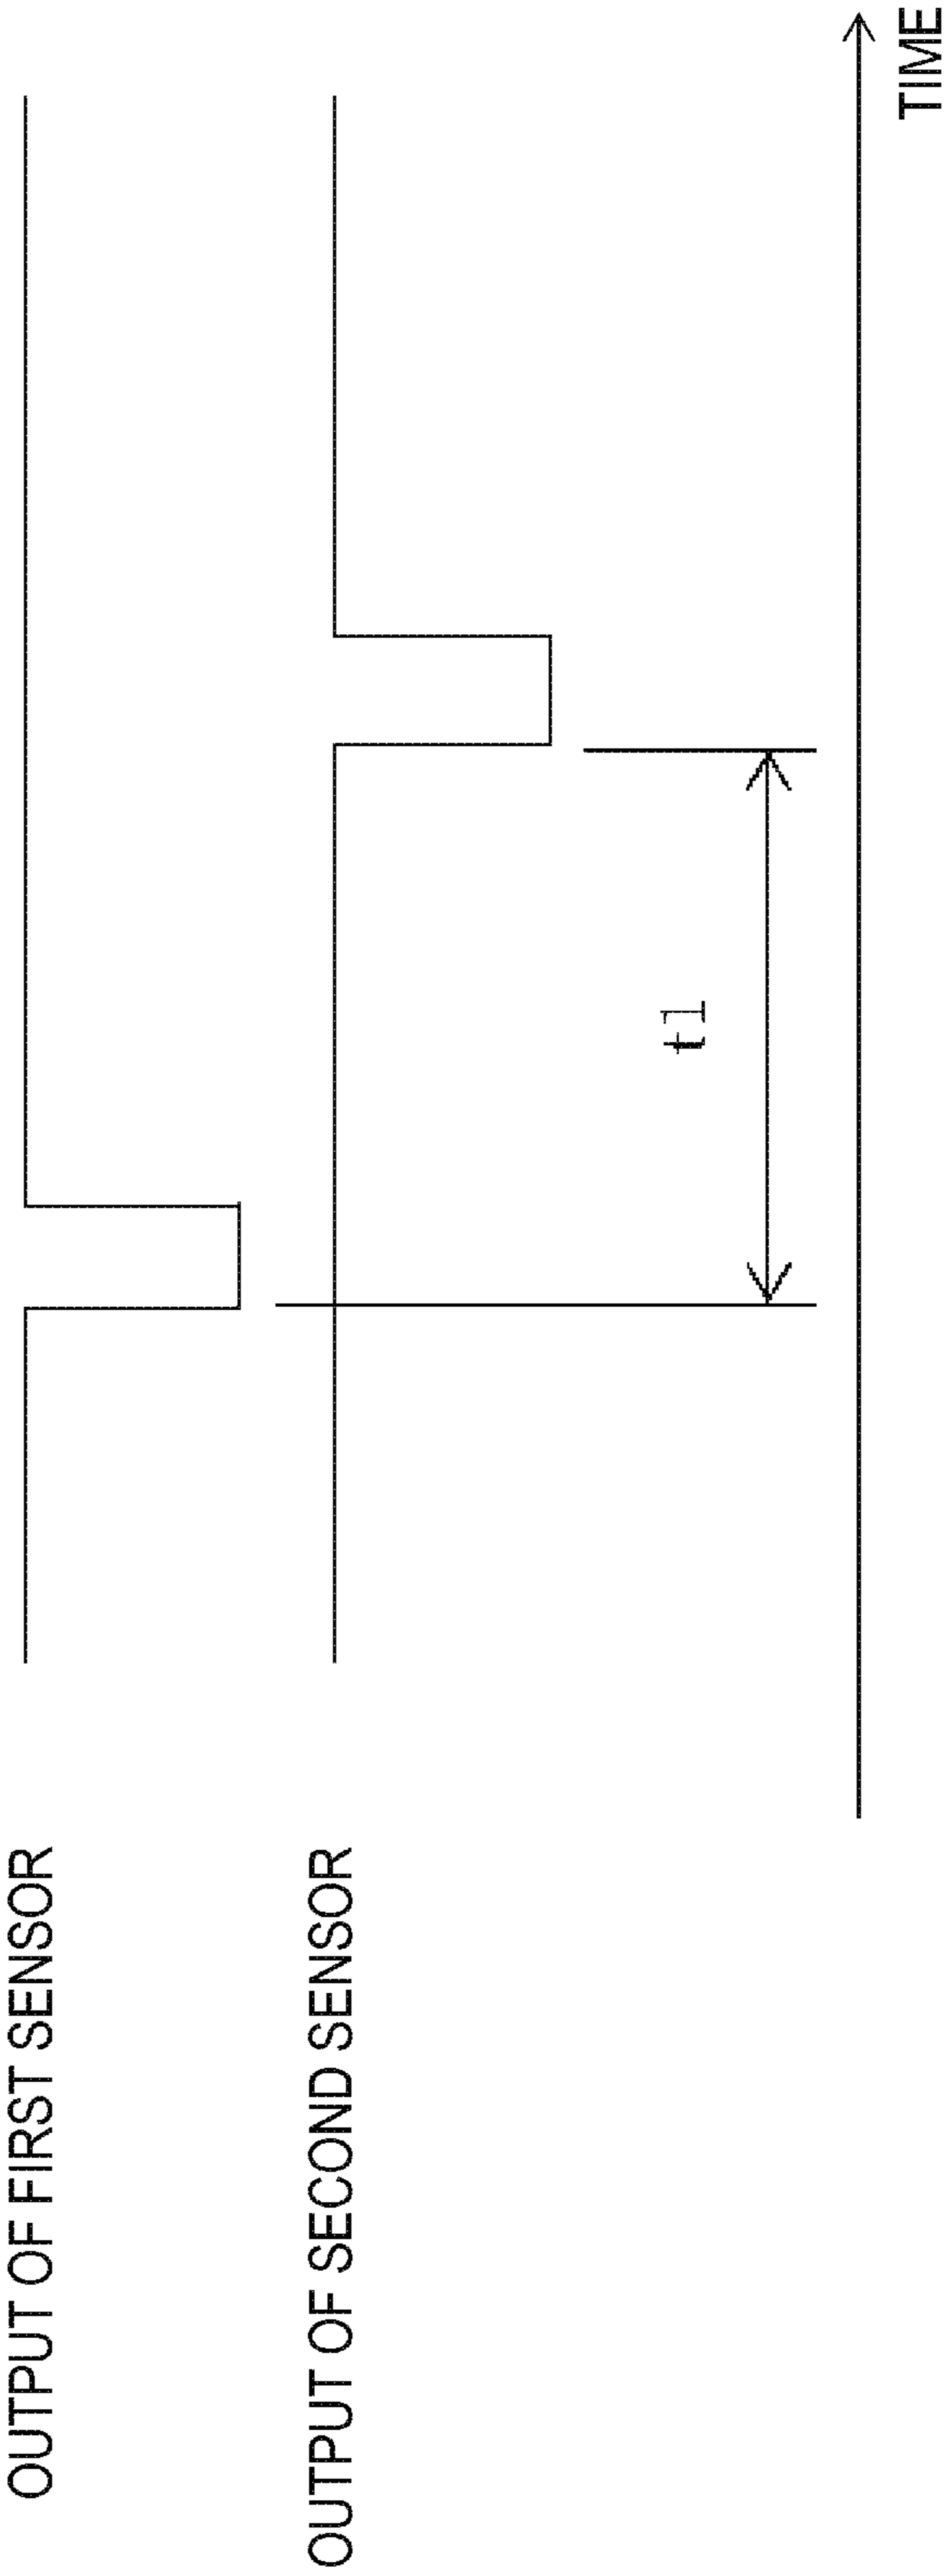 OUTPUT OF FIRST SENSOR
OUTPUT OF SECOND SENSOR
t1
TIME